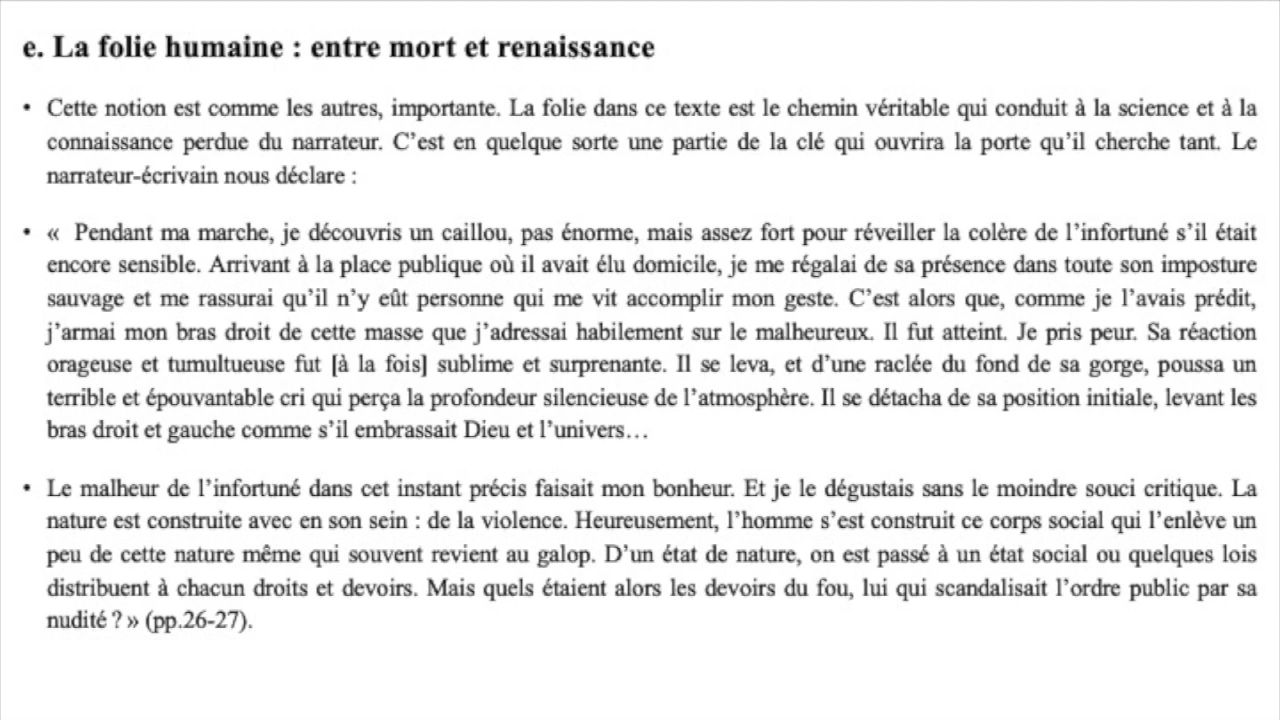 e. La folie humaine : entre mort et renaissance
• Cette notion est comme les autres, importante. La folie dans ce texte est le chemin véritable qui conduit à la science et à la
connaissance perdue du narrateur. C’est en quelque sorte une partie de la clé qui ouvrira la porte qu’il cherche tant. Le
narrateur-écrivain nous déclare :
• « Pendant ma marche, je découvris un caillou, pas énorme, mais assez fort pour réveiller la colère de l’infortuné s’il était
encore sensible. Arrivant à la place publique où il avait élu domicile, je me régalai de sa présence dans toute son imposture
sauvage et me rassurai qu’il n’y eût personne qui me vit accomplir mon geste. C’est alors que, comme je l’avais prédit,
j’armai mon bras droit de cette masse que j’adressai habilement sur le malheureux. Il fut atteint. Je pris peur. Sa réaction
orageuse et tumultueuse fut [à la fois] sublime et surprenante. Il se leva, et d’une raclée du fond de sa gorge, poussa un
terrible et épouvantable cri qui perça la profondeur silencieuse de l’atmosphère. Il se détacha de sa position initiale, levant les
bras droit et gauche comme s’il embrassait Dieu et l’univers…
• Le malheur de l’infortuné dans cet instant précis faisait mon bonheur. Et je le dégustais sans le moindre souci critique. La
nature est construite avec en son sein : de la violence. Heureusement, l’homme s’est construit ce corps social qui l’enlève un
peu de cette nature même qui souvent revient au galop. D’un état de nature, on est passé à un état social ou quelques lois
distribuent à chacun droits et devoirs. Mais quels étaient alors les devoirs du fou, lui qui scandalisait l’ordre public par sa
nudité ? » (pp.26-27).